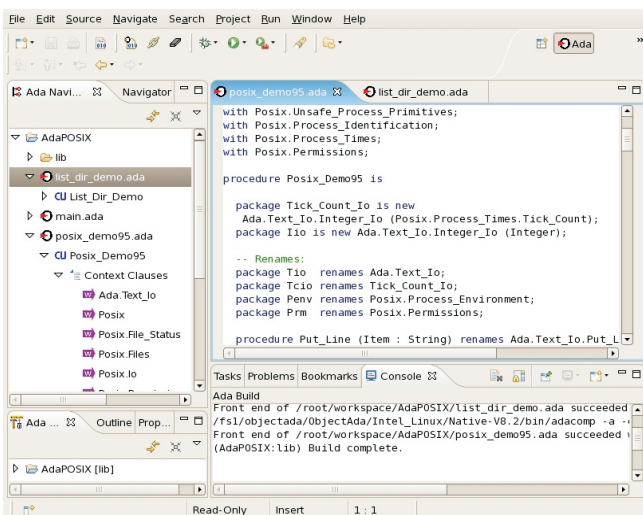 File Edit Source Navigate Search Project Run Window Help
Ada
Ada Navi... Navigator
AdaPOSIX
lib
list_dir_demo.ada
CU List_Dir_Demo
main.ada
posix_demo95.ada
CU Posix_Demo95
Context Clauses
Ada.Text_Io
Posix
Posix.File_Status
Posix.Files
Posix.Io
posix_demo95.ada list_dir_demo.ada
with Posix.Unsafe_Process_Primitives;
with Posix.Process_Identification;
with Posix.Process_Times;
with Posix.Permissions;
procedure Posix_Demo95 is
package Tick_Count_Io is new
Ada.Text_Io.Integer_Io (Posix.Process_Times.Tick_Count);
package Iio is new Ada.Text_Io.Integer_Io (Integer);
-- Renames:
package Tio renames Ada.Text_Io;
package Tcio renames Tick_Count_Io;
package Penv renames Posix.Process_Environment;
package Prm renames Posix.Permissions;
procedure Put_Line (Item : String) renames Ada.Text_Io.Put_L
Ada ... Outline Prop...
AdaPOSIX [lib]
Tasks Problems Bookmarks Console
Ada Build
Front end of /root/workspace/AdaPOSIX/list_dir_demo.ada succeeded
/fs1/objectada/ObjectAda/Intel_Linux/Native-V8.2/bin/adacomp -a -
Front end of /root/workspace/AdaPOSIX/posix_demo95.ada succeeded
(AdaPOSIX:lib) Build complete.
Read-Only Insert 1 : 1